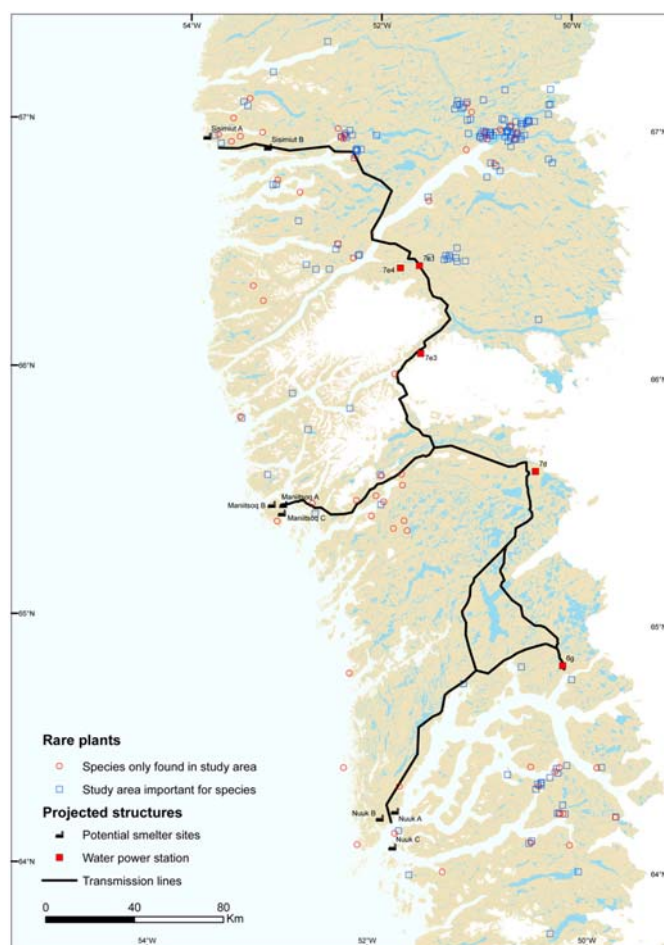 54°W 52°W 50°W
67°N 67°N
Sisimiut A
Sisimiut B
7e4
7e3
66°N 66°N
7d
Maniitsoq B Maniitsoq A
Maniitsoq C
65°N 65°N
6g
Rare plants
Species only found in study area
Study area important for species
Projected structures
Potential smelter sites
Water power station
Transmission lines
Nuuk B Nuuk A
Nuuk C
64°N 64°N
0 40 80
Km
54°W 52°W 50°W